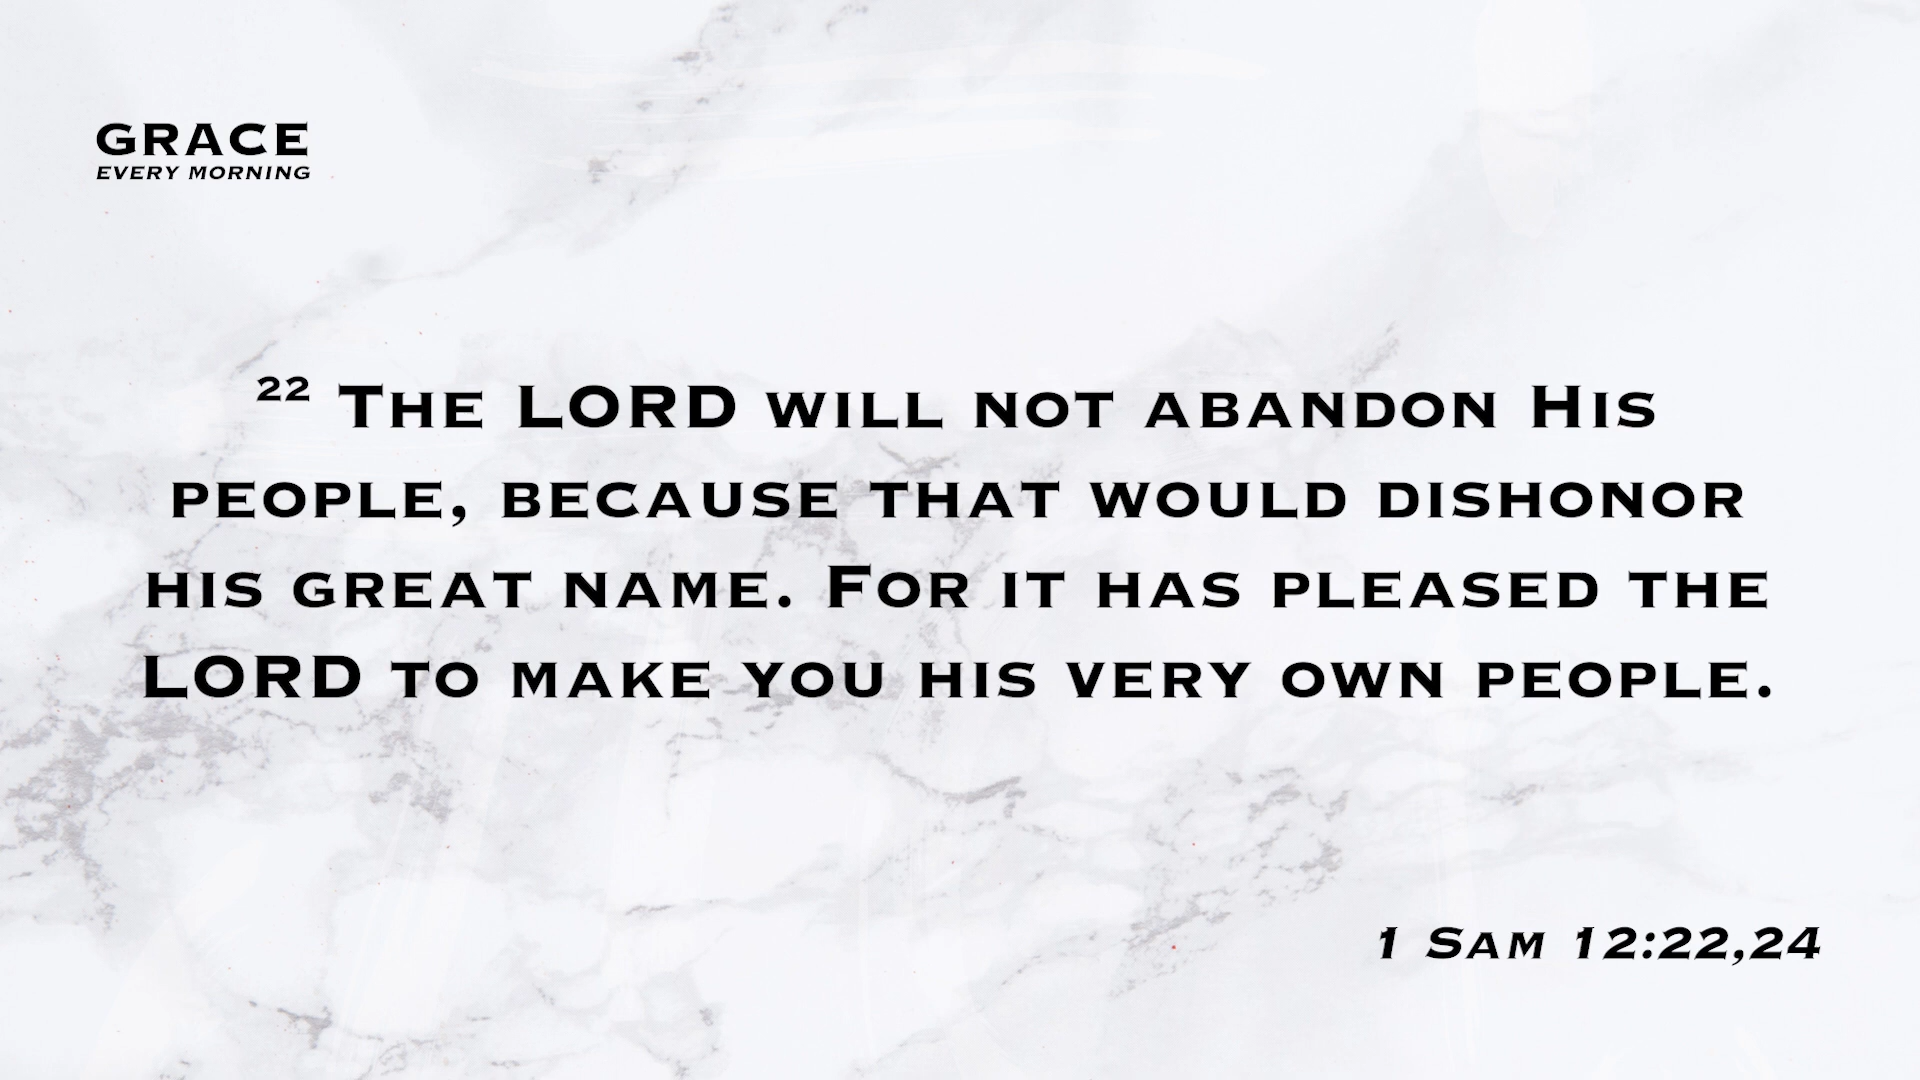 GRACE
EVERY MORNING
²² The LORD will not abandon His
people, because that would dishonor
his great name. For it has pleased the
LORD to make you his very own people.
1 Sam 12:22,24